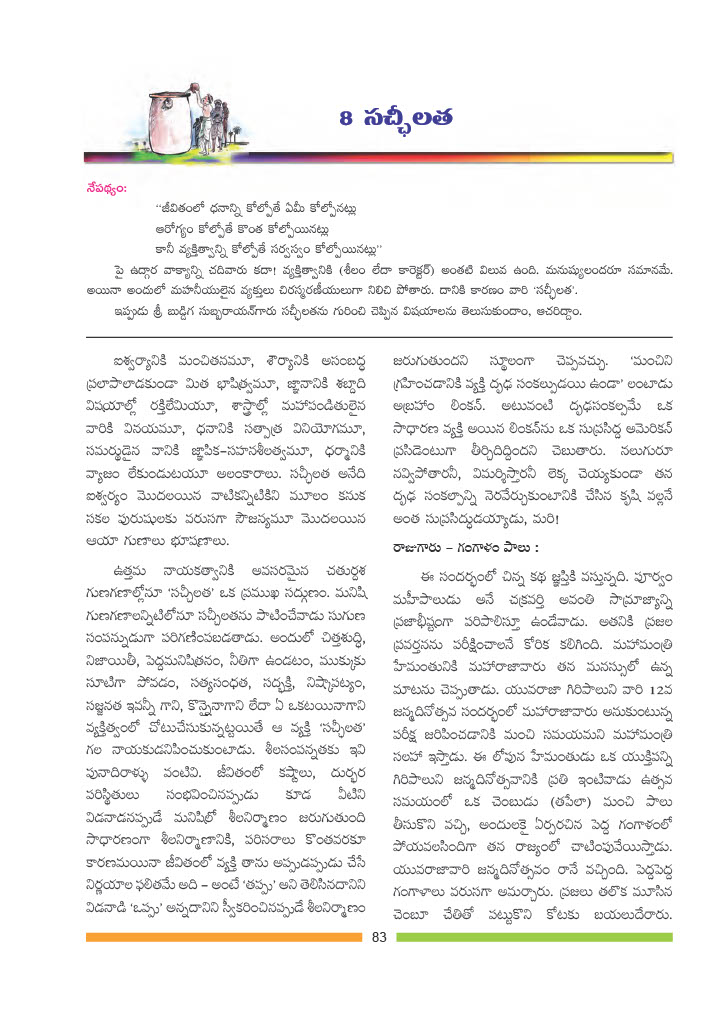 8 సచ్ఛీలత
నేపథ్యం:
“జీవితంలో ధనాన్ని కోల్పోతే ఏమీ కోల్పోనట్లు
ఆరోగ్యం కోల్పోతే కొంత కోల్పోయినట్లు
కానీ వ్యక్తిత్వాన్ని కోల్పోతే సర్వస్వం కోల్పోయినట్లు”
పై ఉద్గార వాక్యాన్ని చదివారు కదా! వ్యక్తిత్వానికి (శీలం లేదా కారెక్టర్) అంతటి విలువ ఉంది. మనుష్యులందరూ సమానమే.
అయినా అందులో మహనీయులైన వ్యక్తులు చిరస్మరణీయులుగా నిలిచి పోతారు. దానికి కారణం వారి ‘సచ్ఛీలత’.
ఇప్పుడు శ్రీ బుడ్డిగ సుబ్బరాయన్‌గారు సచ్ఛీలతను గురించి చెప్పిన విషయాలను తెలుసుకుందాం, ఆచరిద్దాం.
ఐశ్వర్యానికి మంచితనమూ, శౌర్యానికి అసంబద్ధ
ప్రలాపాలాడకుండా మిత భాషిత్వమూ, జ్ఞానానికి శబ్దాది
విషయాల్లో రక్తిలేమియూ, శాస్త్రాల్లో మహాపండితులైన
వారికి వినయమూ, ధనానికి సత్పాత్ర వినియోగమూ,
సమర్థుడైన వానికి జ్ఞాపిక-సహనశీలత్వమూ, ధర్మానికి
వ్యాజం లేకుండుటయూ అలంకారాలు. సచ్ఛీలత అనేది
ఐశ్వర్యం మొదలయిన వాటికన్నిటికిని మూలం కనుక
సకల పురుషులకు వరుసగా సౌజన్యమూ మొదలయిన
ఆయా గుణాలు భూషణాలు.
ఉత్తమ నాయకత్వానికి అవసరమైన చతుర్దశ
గుణగణాల్లోనూ ‘సచ్ఛీలత’ ఒక ప్రముఖ సద్గుణం. మనిషి
గుణగణాలన్నిటిలోనూ సచ్ఛీలతను పాటించేవాడు సుగుణ
సంపన్నుడుగా పరిగణింపబడతాడు. అందులో చిత్తశుద్ధి,
నిజాయితీ, పెద్దమనిషితనం, నీతిగా ఉండటం, ముక్కుకు
సూటిగా పోవడం, సత్యసంధత, సద్భక్తి, నిష్కాపట్యం,
సజ్జనత ఇవన్నీ గాని, కొన్నైనాగాని లేదా ఏ ఒకటయినాగాని
వ్యక్తిత్వంలో చోటుచేసుకున్నట్టయితే ఆ వ్యక్తి ‘సచ్ఛీలత’
గల నాయకుడనిపించుకుంటాడు. శీలసంపన్నతకు ఇవి
పునాదిరాళ్ళు వంటివి. జీవితంలో కష్టాలు, దుర్భర
పరిస్థితులు సంభవించినప్పుడు కూడ వీటిని
విడనాడనప్పుడే మనిషిలో శీలనిర్మాణం జరుగుతుంది
సాధారణంగా శీలనిర్మాణానికి, పరిసరాలు కొంతవరకూ
కారణమయినా జీవితంలో వ్యక్తి తాను అప్పుడప్పుడు చేసే
నిర్ణయాల ఫలితమే అది - అంటే ‘తప్పు’ అని తెలిసినదానిని
విడనాడి ‘ఒప్పు’ అన్నదానిని స్వీకరించినప్పుడే శీలనిర్మాణం
జరుగుతుందని స్థూలంగా చెప్పవచ్చు. ‘మంచిని
గ్రహించడానికి వ్యక్తి దృఢ సంకల్పుడయి ఉండా’ లంటాడు
అబ్రహాం లింకన్. అటువంటి దృఢసంకల్పమే ఒక
సాధారణ వ్యక్తి అయిన లింకన్‌ను ఒక సుప్రసిద్ధ అమెరికన్
ప్రసిడెంటుగా తీర్చిదిద్దిందని చెబుతారు. నలుగురూ
నవ్విపోతారనీ, విమర్శిస్తారనీ లెక్క చెయ్యకుండా తన
దృఢ సంకల్పాన్ని నెరవేర్చుకుంటానికి చేసిన కృషి వల్లనే
అంత సుప్రసిద్ధుడయ్యాడు, మరి!
రాజుగారు - గంగాళం పాలు :
ఈ సందర్భంలో చిన్న కథ జ్ఞప్తికి వస్తున్నది. పూర్వం
మహీపాలుడు అనే చక్రవర్తి అవంతి సామ్రాజ్యాన్ని
ప్రజాభీష్టంగా పరిపాలిస్తూ ఉండేవాడు. అతనికి ప్రజల
ప్రవర్తనను పరీక్షించాలనే కోరిక కలిగింది. మహామంత్రి
హేమంతునికి మహారాజావారు తన మనస్సులో ఉన్న
మాటను చెప్పుతాడు. యువరాజా గిరిపాలుని వారి 12వ
జన్మదినోత్సవ సందర్భంలో మహారాజావారు అనుకుంటున్న
పరీక్ష జరిపించడానికి మంచి సమయమని మహామంత్రి
సలహా ఇస్తాడు. ఈ లోపున హేమంతుడు ఒక యుక్తిపన్ని
గిరిపాలుని జన్మదినోత్సవానికి ప్రతి ఇంటివాడు ఉత్సవ
సమయంలో ఒక చెంబుడు (తపేలా) మంచి పాలు
తీసుకొని వచ్చి, అందులకై ఏర్పరచిన పెద్ద గంగాళంలో
పోయవలసిందిగా తన రాజ్యంలో చాటింపువేయిస్తాడు.
యువరాజావారి జన్మదినోత్సవం రానే వచ్చింది. పెద్దపెద్ద
గంగాళాలు వరుసగా అమర్చారు. ప్రజలు తలొక మూసిన
చెంబూ చేతితో పట్టుకొని కోటకు బయలుదేరారు.
83